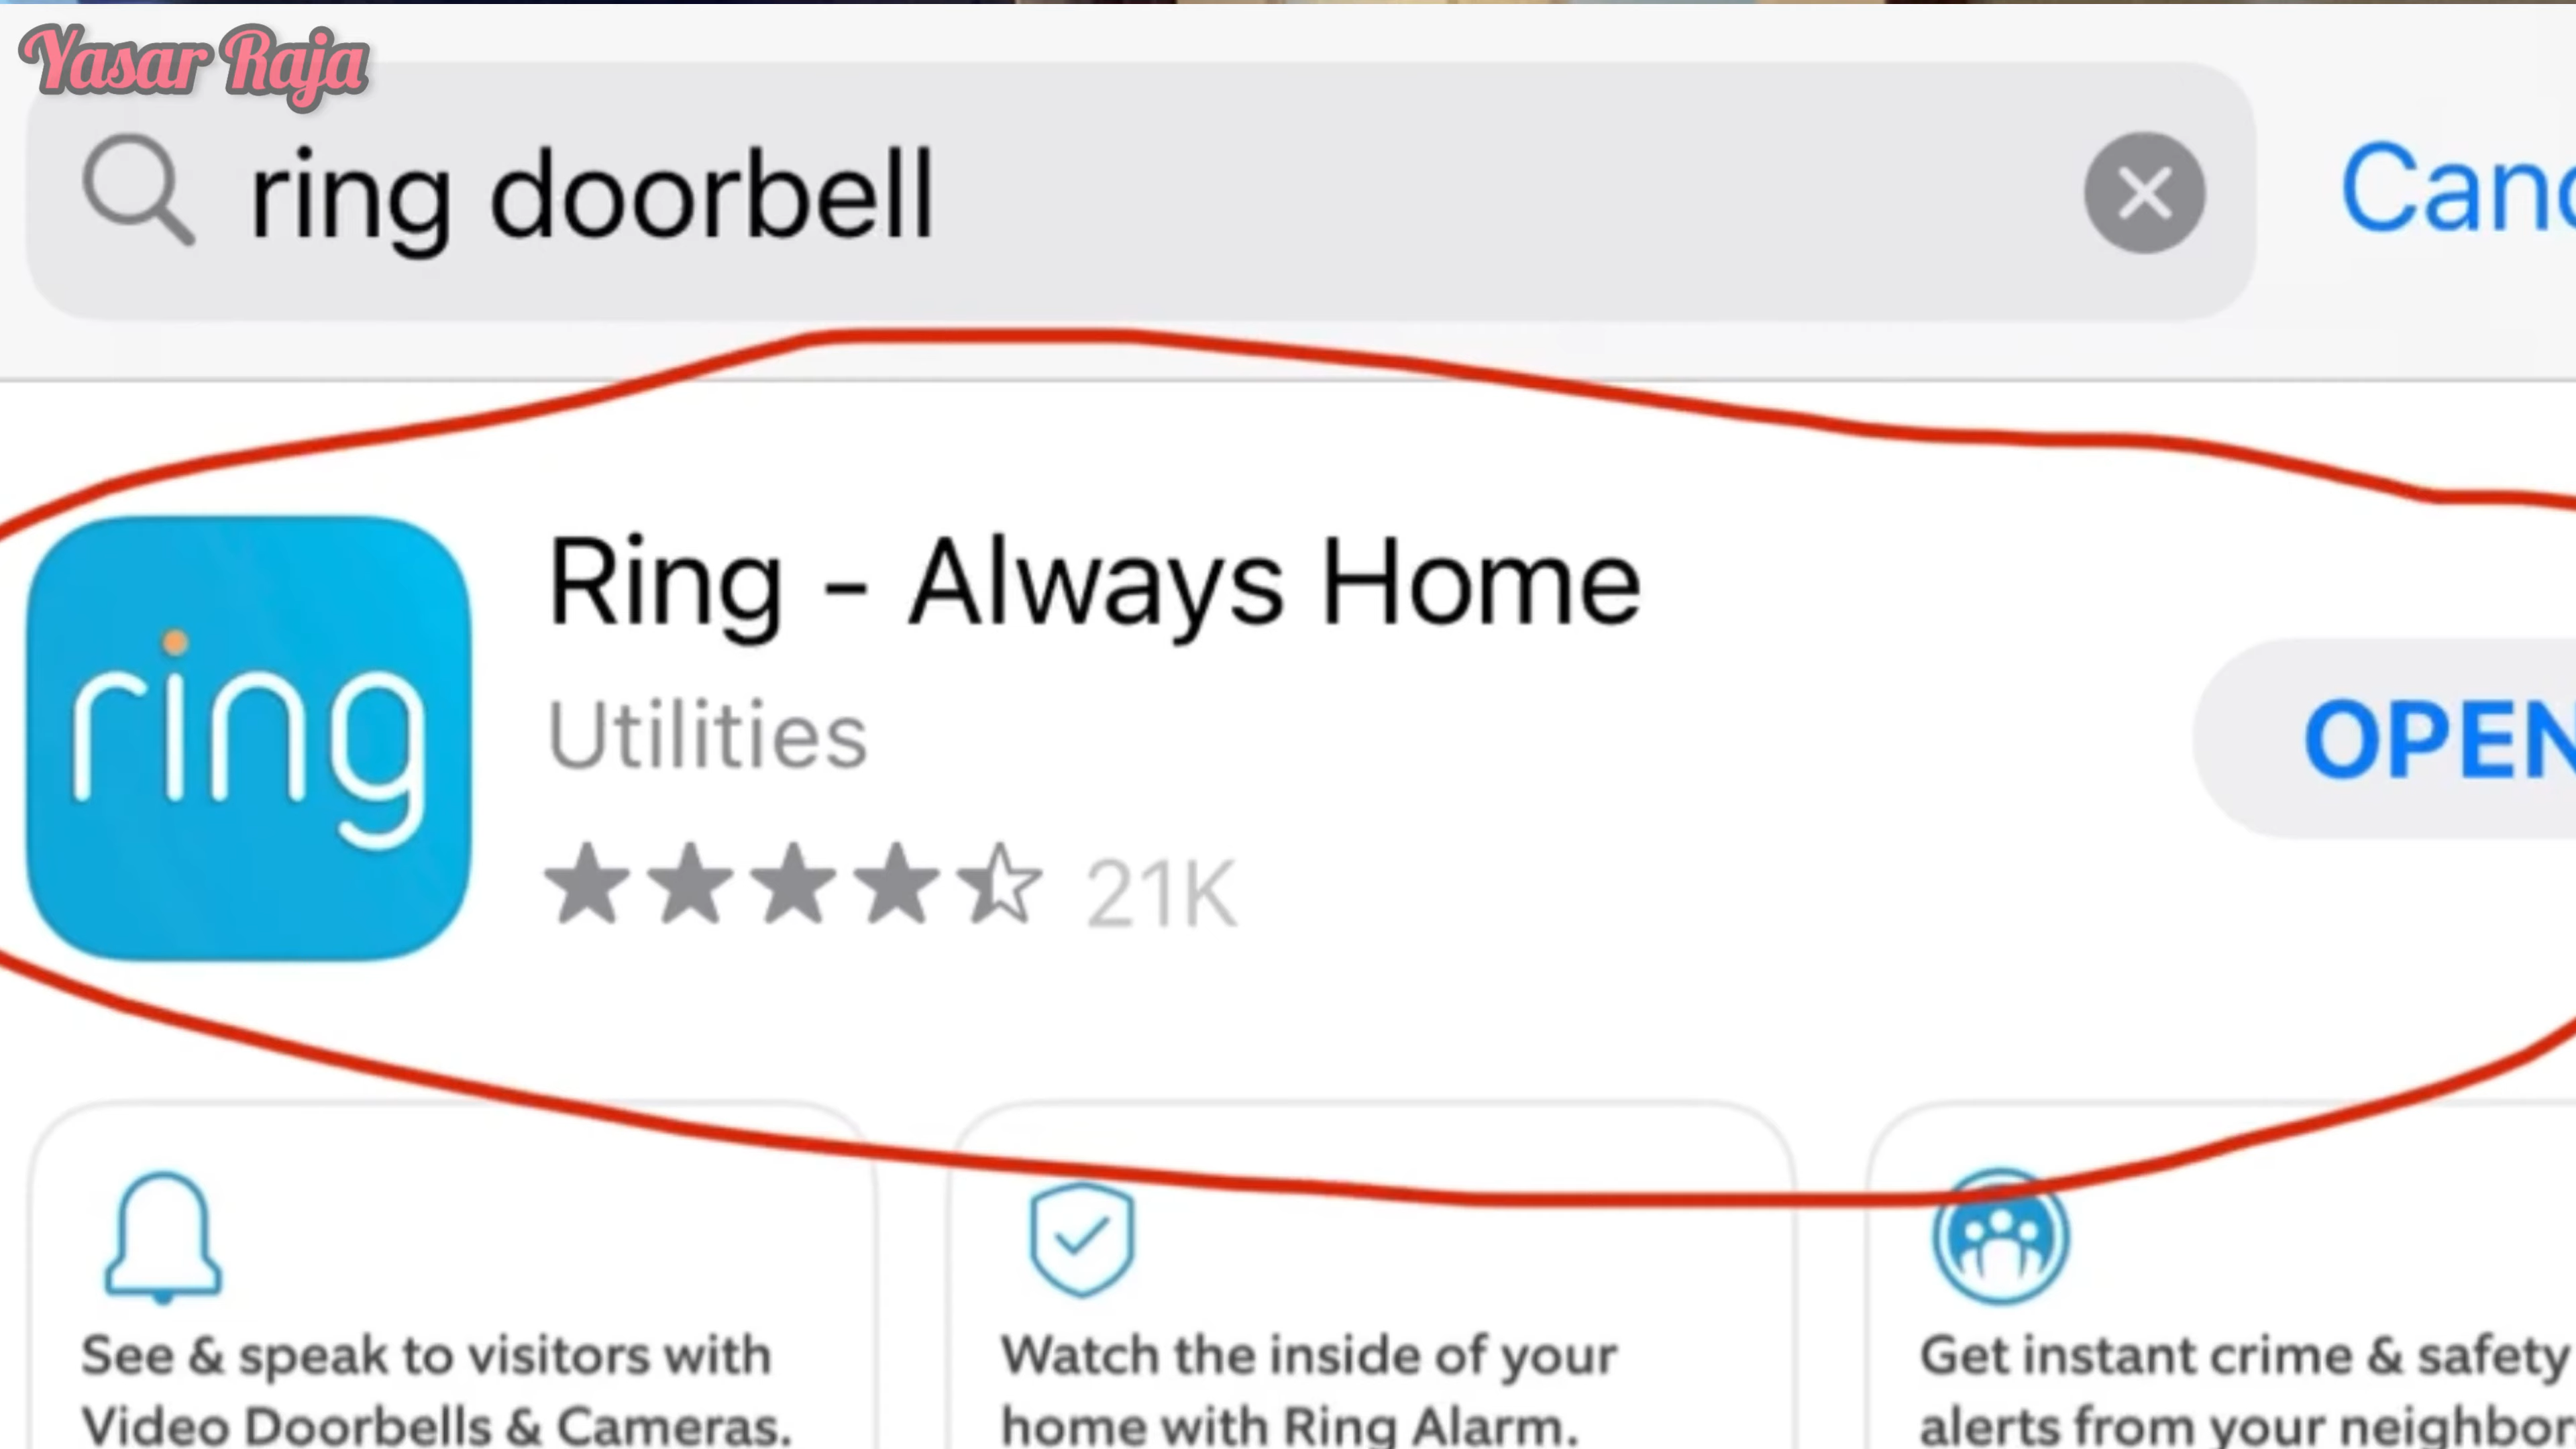 Yasar Raja
ring doorbell
Canc
ring
Ring - Always Home
Utilities
OPEN
21K
See & speak to visitors with
Video Doorbells & Cameras.
Watch the inside of your
home with Ring Alarm.
Get instant crime & safety
alerts from your neighbor